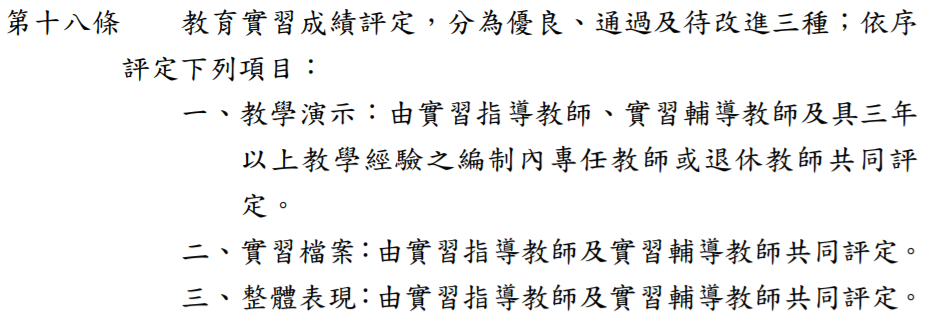 第十八條　　教育實習成績評定，分為優良、通過及待改進三種；依序
評定下列項目：
一、教學演示：由實習指導教師、實習輔導教師及具三年
以上教學經驗之編制內專任教師或退休教師共同評
定。
二、實習檔案：由實習指導教師及實習輔導教師共同評定。
三、整體表現：由實習指導教師及實習輔導教師共同評定。